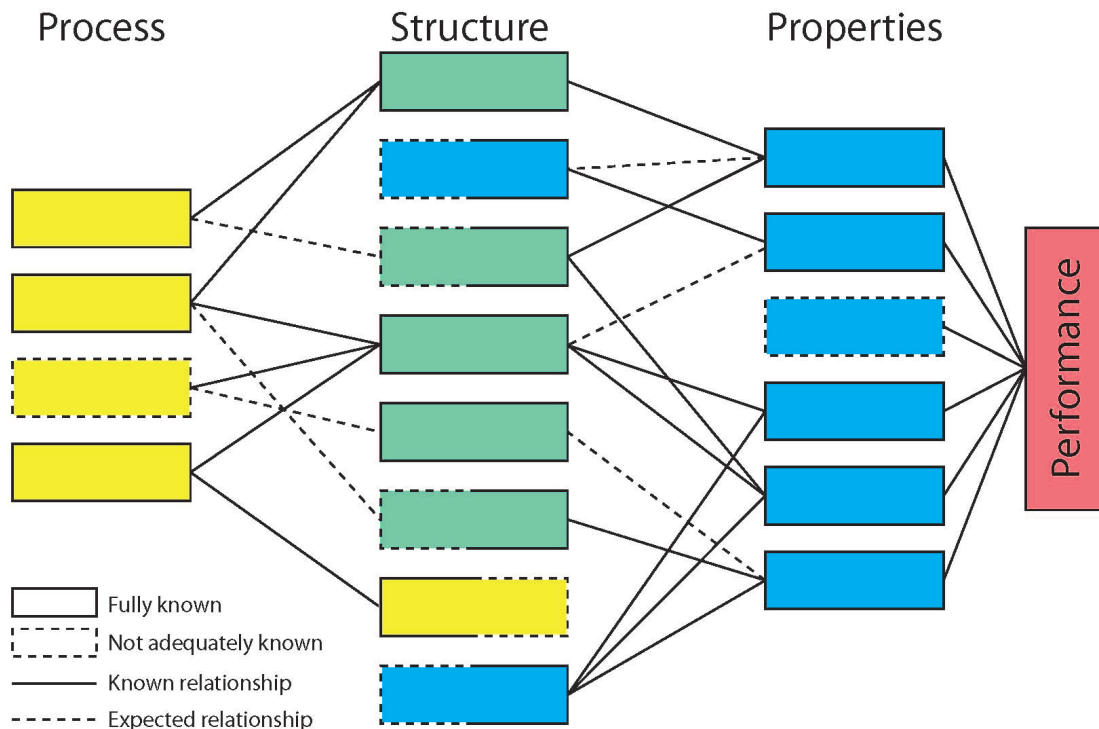 Process
Structure
Properties
Performance
Fully known
Not adequately known
Known relationship
Expected relationship